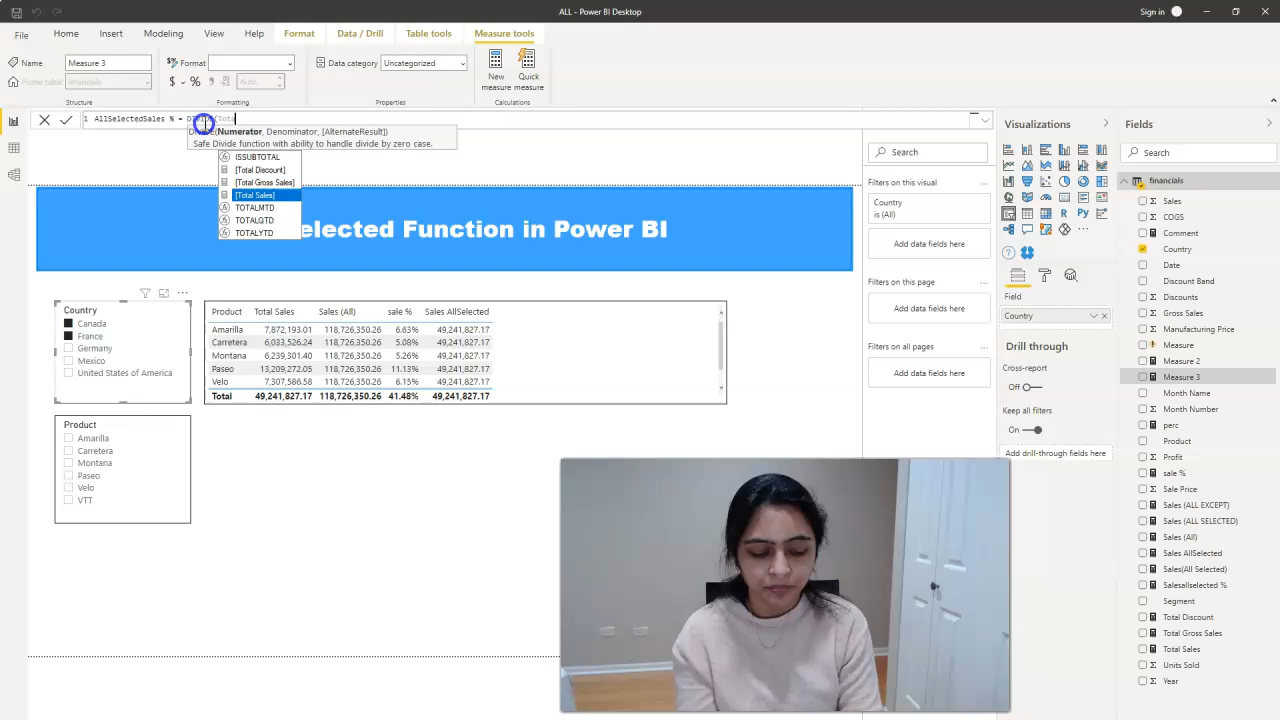 ALL - Power BI Desktop
Sign in
File Home Insert Modeling View Help Format Data / Drill Table tools Measure tools
Name Measure 3
Home table financials
Structure
$% Format
$ % Auto
Formatting
Data category Uncategorized
Properties
New measure
Quick measure
Calculations
1 AllSelectedSales % = DIVIDE(Tota
DIVIDE(Numerator, Denominator, [AlternateResult])
Safe Divide function with ability to handle divide by zero case.
ISSUBTOTAL
[Total Discount]
[Total Gross Sales]
[Total Sales]
TOTALMTD
TOTALQTD
TOTALYTD
elected Function in Power BI
Country
Canada
France
Germany
Mexico
United States of America
Product Total Sales Sales (All) sale % Sales AllSelected
Amarilla 7,872,193.01 118,726,350.26 6.63% 49,241,827.17
Carretera 6,033,526.24 118,726,350.26 5.08% 49,241,827.17
Montana 6,239,301.40 118,726,350.26 5.26% 49,241,827.17
Paseo 13,209,272.05 118,726,350.26 11.13% 49,241,827.17
Velo 7,307,586.58 118,726,350.26 6.15% 49,241,827.17
Total 49,241,827.17 118,726,350.26 41.48% 49,241,827.17
Product
Amarilla
Carretera
Montana
Paseo
Velo
VTT
Search
Filters on this visual ...
Country
is (All)
Add data fields here
Filters on this page ...
Add data fields here
Filters on all pages ...
Add data fields here
Visualizations
R Py ...
Field
Country
Drill through
Cross-report
Off
Keep all filters
On
Add drill-through fields here
Fields
Search
financials
Sales
COGS
Comment
Country
Date
Discount Band
Discounts
Gross Sales
Manufacturing Price
Measure
Measure 2
Measure 3
Month Name
Month Number
perc
Product
Profit
sale %
Sale Price
Sales (ALL EXCEPT)
Sales (ALL SELECTED)
Sales (All)
Sales AllSelected
Sales(All Selected)
Salesallselected %
Segment
Total Discount
Total Gross Sales
Total Sales
Units Sold
Year